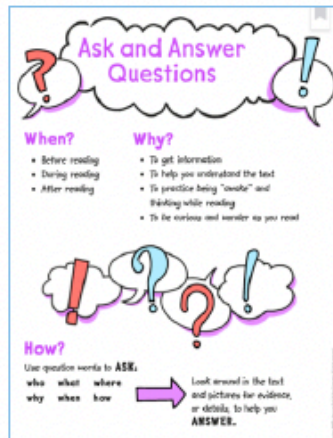 Ask and Answer
Questions
When?
• Before reading
• During reading
• After reading
Why?
• To get information
• To help you understand the text
• To practice being "awake" and
thinking while reading
• To be curious and wonder as you read
How?
Use question words to ASK:
who what where
why when how
Look around in the text
and pictures for evidence,
or details, to help you
ANSWER.